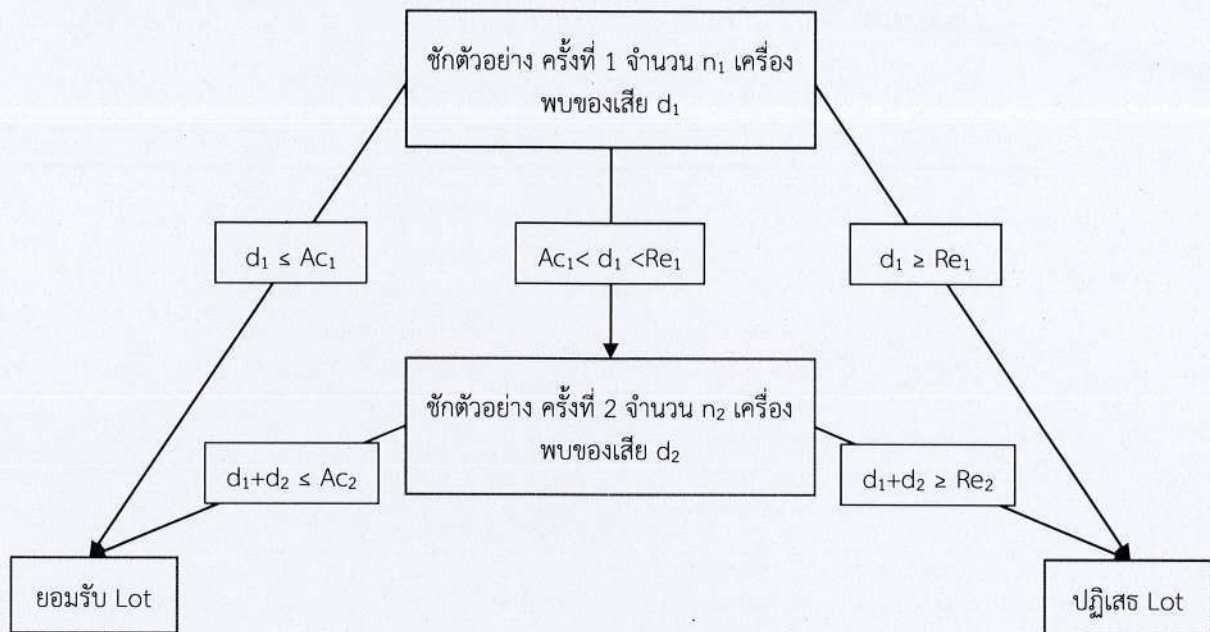 ชักตัวอย่าง ครั้งที่ 1 จำนวน n₁ เครื่อง
พบของเสีย d₁
d₁ ≤ Ac₁
Ac₁< d₁ <Re₁
d₁ ≥ Re₁
ชักตัวอย่าง ครั้งที่ 2 จำนวน n₂ เครื่อง
พบของเสีย d₂
d₁+d₂ ≤ Ac₂
d₁+d₂ ≥ Re₂
ยอมรับ Lot
ปฏิเสธ Lot